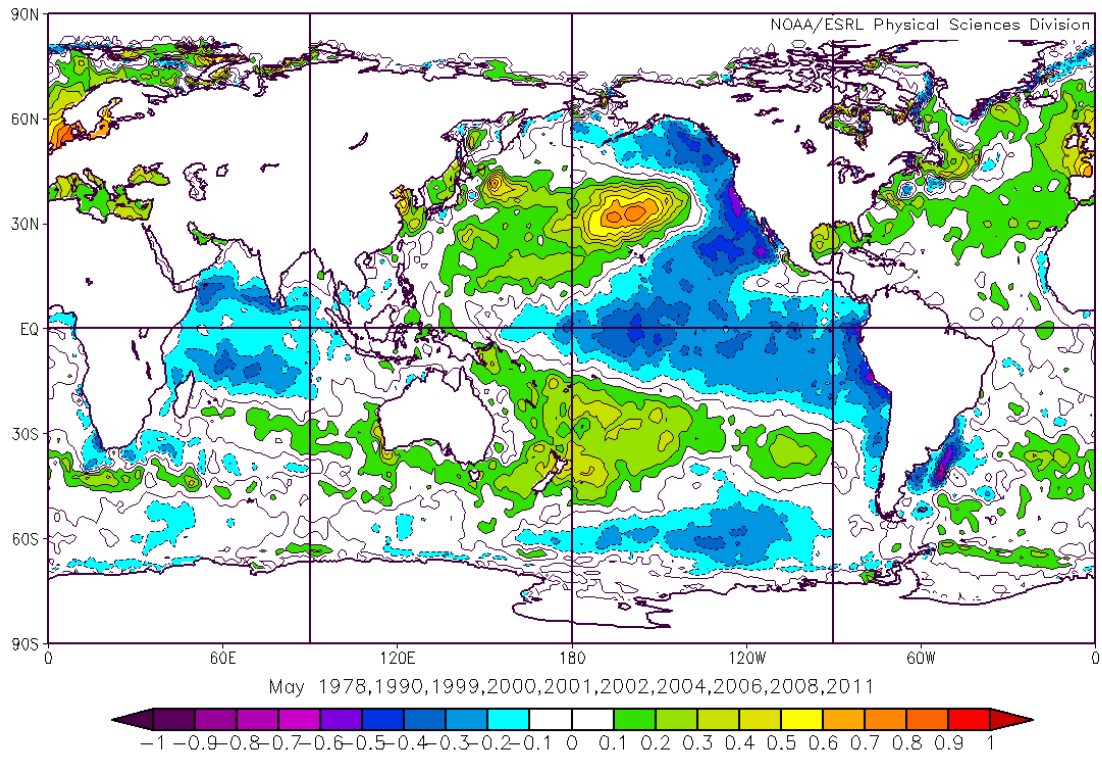 NOAA/ESRL Physical Sciences Division
90N
60N
30N
EQ
30S
60S
90S
0 60E 120E 180 120W 60W 0
May 1978,1990,1999,2000,2001,2002,2004,2006,2008,2011
-1 -0.9 -0.8 -0.7 -0.6 -0.5 -0.4 -0.3 -0.2 -0.1 0 0.1 0.2 0.3 0.4 0.5 0.6 0.7 0.8 0.9 1